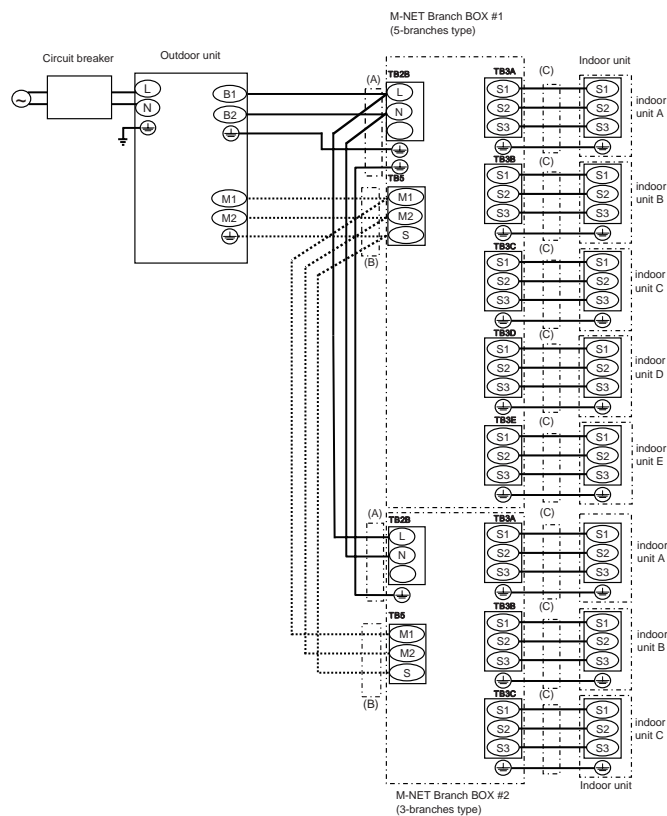 M-NET Branch BOX #1
(5-branches type)
Circuit breaker
Outdoor unit
Indoor unit
L
N
B1
B2
M1
M2
(A)
TB2B
L
N
TB5
M1
M2
S
(B)
TB3A
(C)
S1
S2
S3
S1
S2
S3
indoor
unit A
TB3B
(C)
S1
S2
S3
S1
S2
S3
indoor
unit B
TB3C
(C)
S1
S2
S3
S1
S2
S3
indoor
unit C
TB3D
(C)
S1
S2
S3
S1
S2
S3
indoor
unit D
TB3E
(C)
S1
S2
S3
S1
S2
S3
indoor
unit E
(A)
TB2B
L
N
TB5
M1
M2
S
(B)
TB3A
(C)
S1
S2
S3
S1
S2
S3
indoor
unit A
TB3B
(C)
S1
S2
S3
S1
S2
S3
indoor
unit B
TB3C
(C)
S1
S2
S3
S1
S2
S3
indoor
unit C
Indoor unit
M-NET Branch BOX #2
(3-branches type)